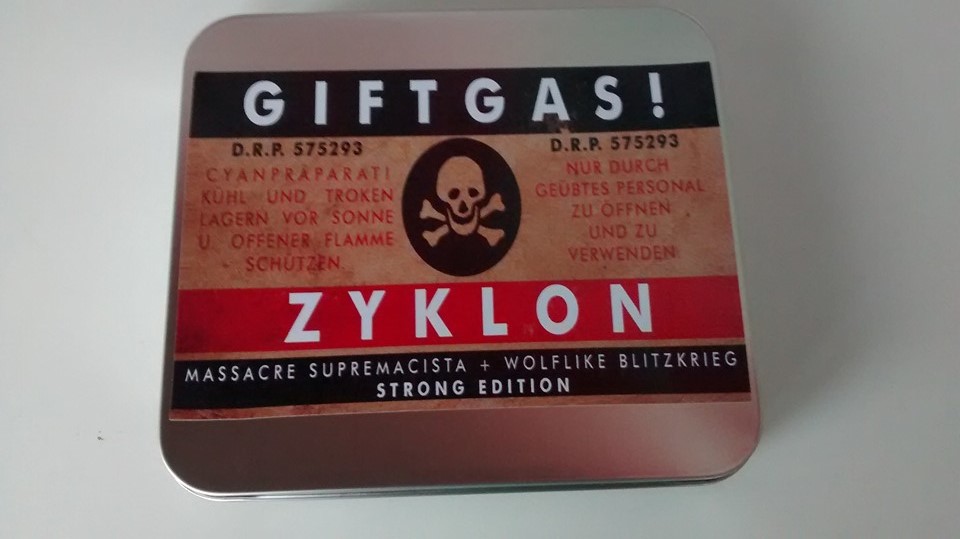 GIFTGAS!
D.R.P. 575293
CYANPRÄPARATI
KÜHL UND TROKEN
LAGERN VOR SONNE
U. OFFENER FLAMME
SCHÜTZEN.
D.R.P. 575293
NUR DURCH
GEÜBTES PERSONAL
ZU ÖFFNEN
UND ZU
VERWENDEN
ZYKLON
MASSACRE SUPREMACISTA + WOLFLIKE BLITZKRIEG
STRONG EDITION